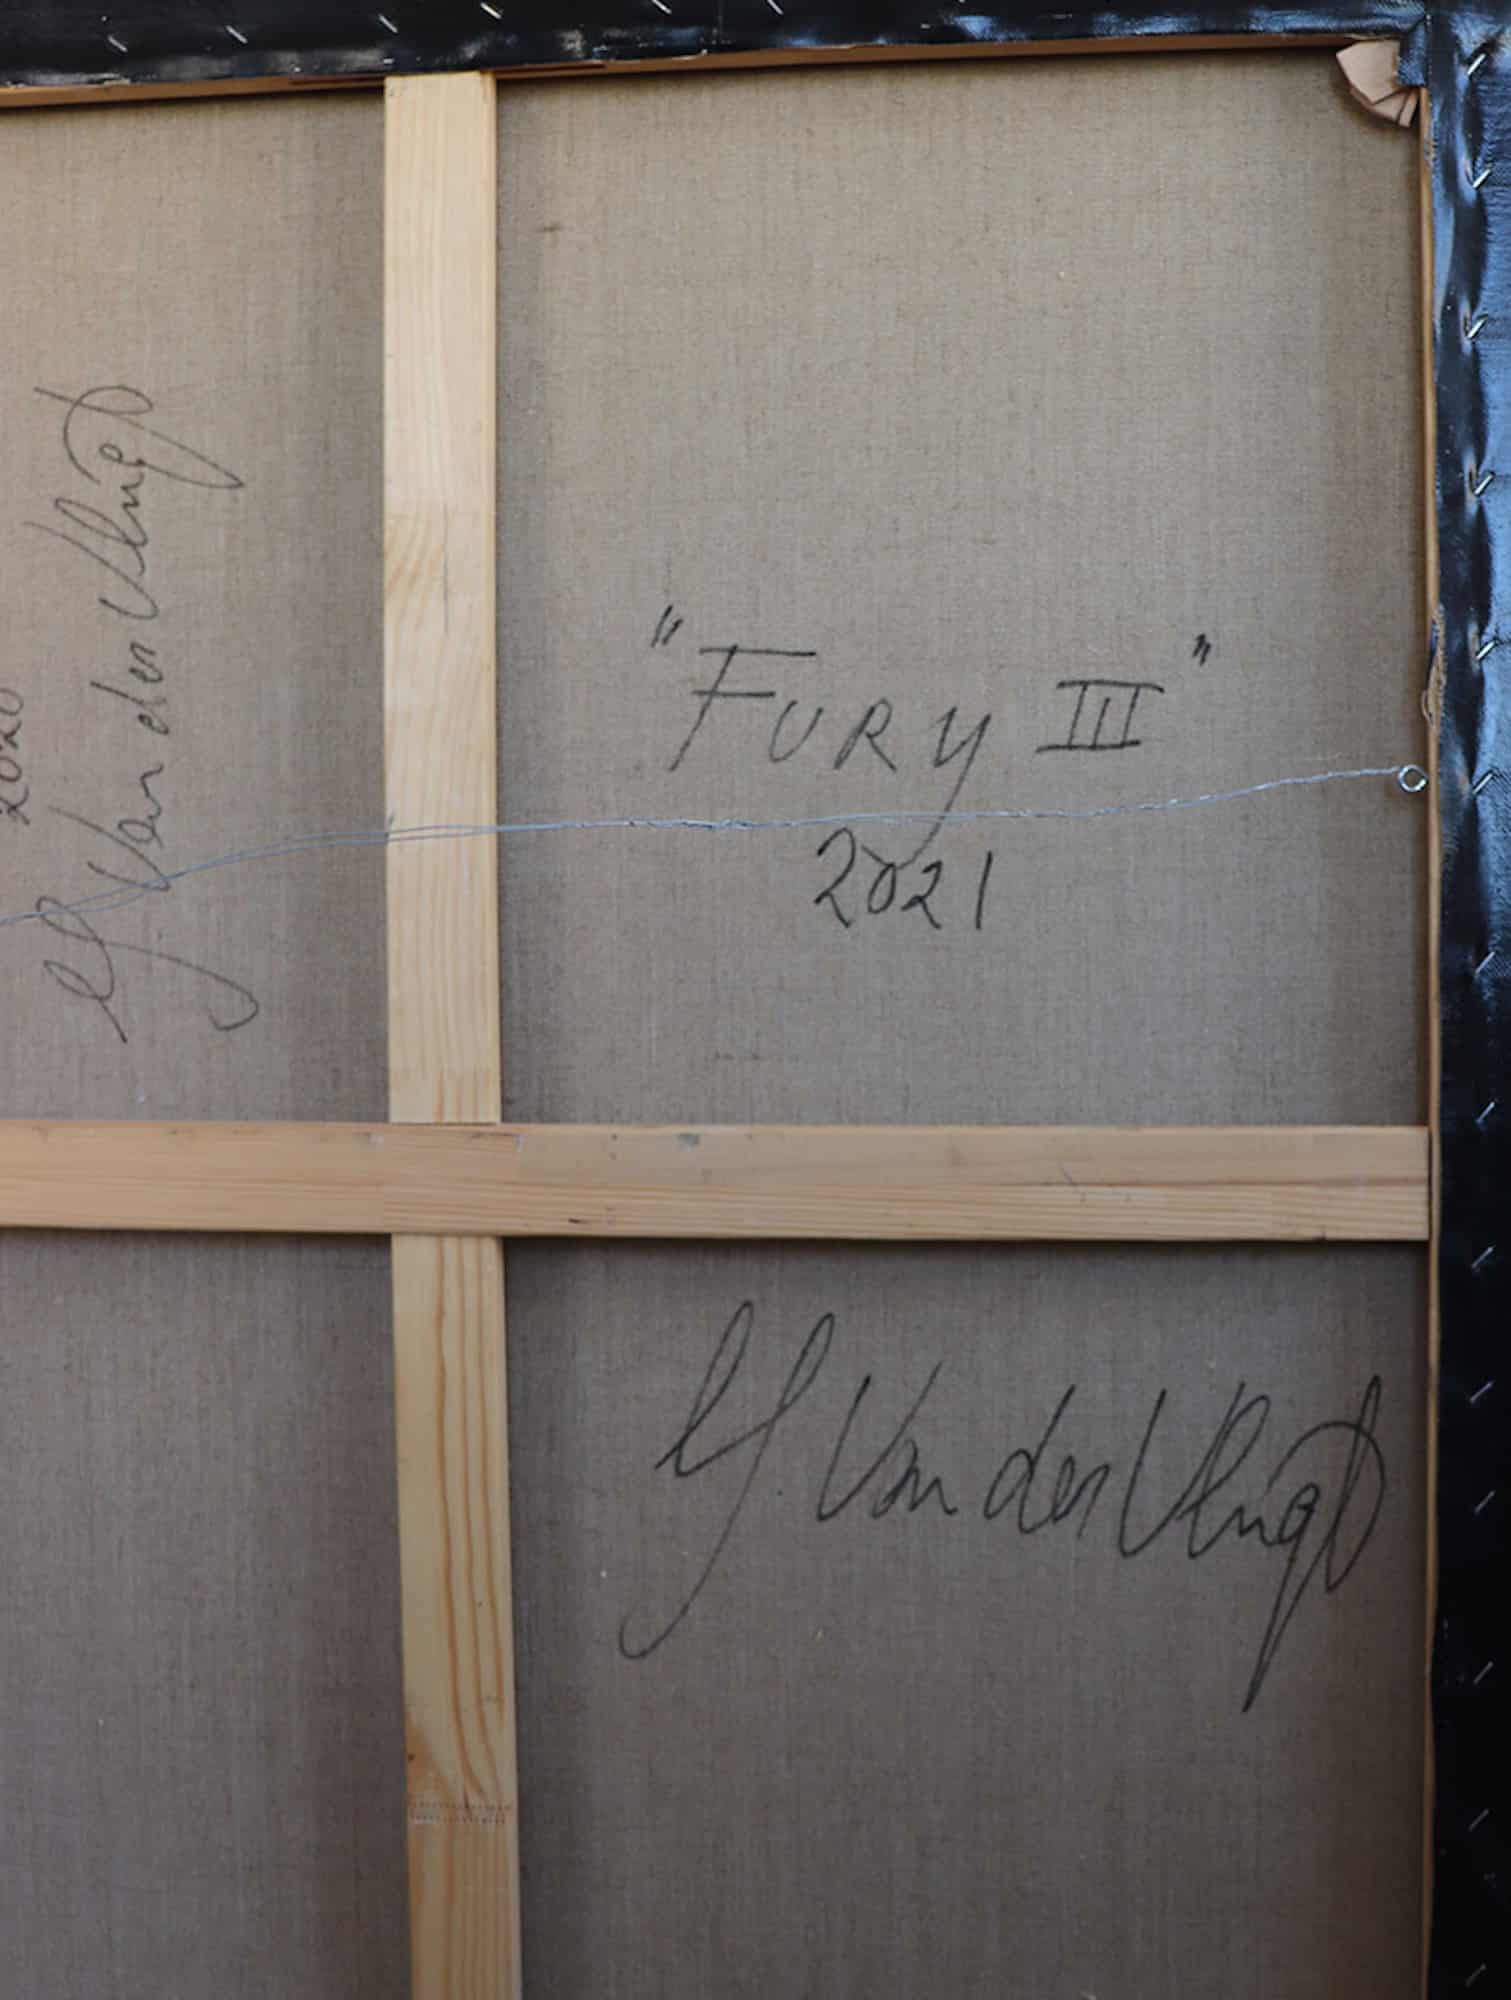 2020
Van der Vlugt
"FURY III"
2021
Van der Vlugt